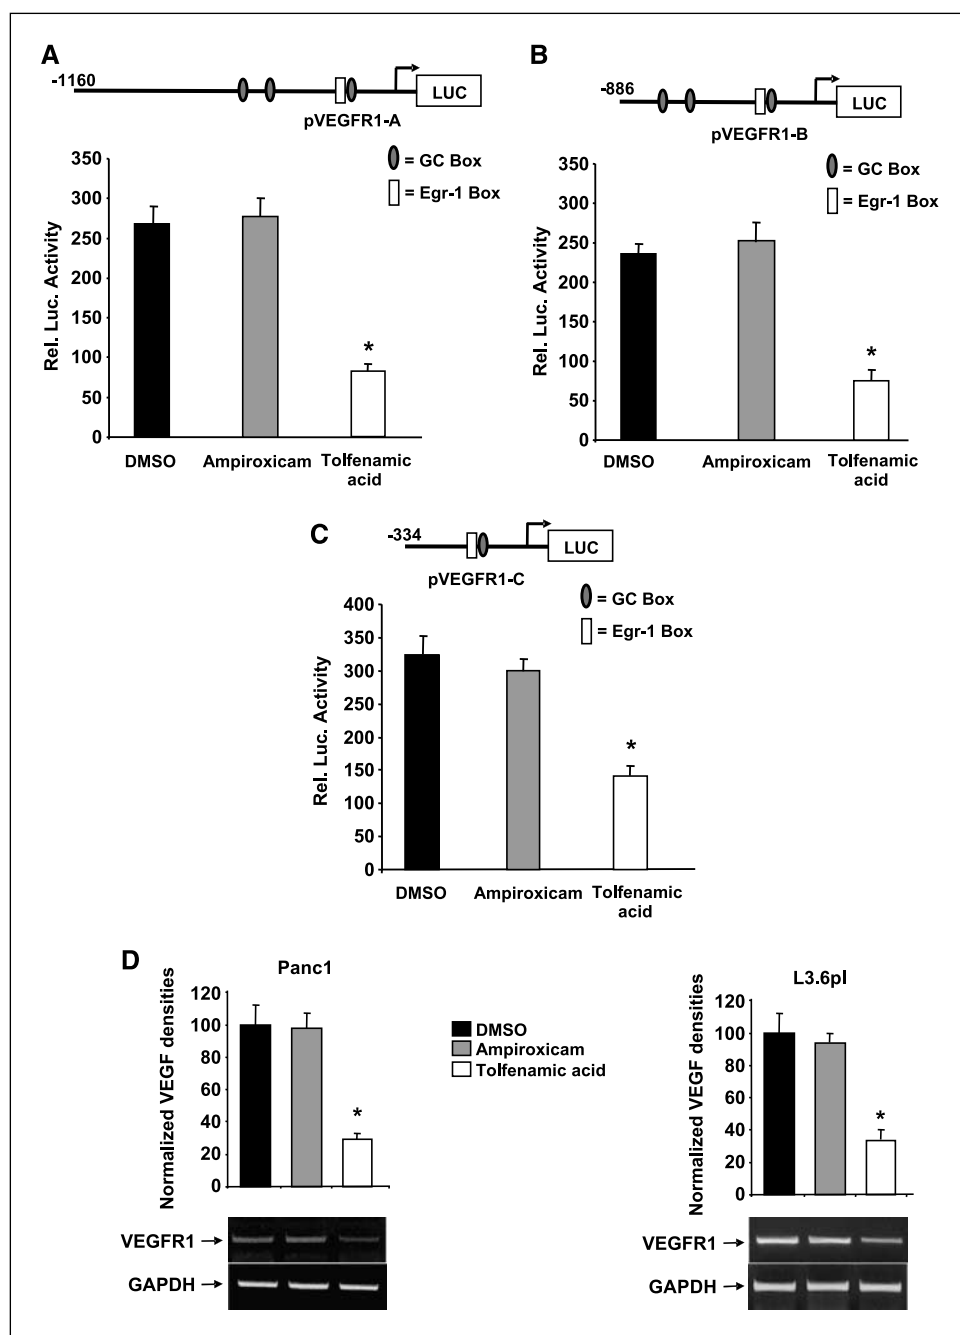 A
-1160
LUC
pVEGFR1-A
= GC Box
= Egr-1 Box
Rel. Luc. Activity
350
300
250
200
150
100
50
0
*
DMSO
Ampiroxicam
Tolfenamic
acid
B
-886
LUC
pVEGFR1-B
= GC Box
= Egr-1 Box
Rel. Luc. Activity
350
300
250
200
150
100
50
0
*
DMSO
Ampiroxicam
Tolfenamic
acid
C
-334
LUC
pVEGFR1-C
= GC Box
= Egr-1 Box
Rel. Luc. Activity
400
350
300
250
200
150
100
50
0
*
DMSO
Ampiroxicam
Tolfenamic
acid
D
Panc1
Normalized VEGF densities
120
100
80
60
40
20
0
*
DMSO
Ampiroxicam
Tolfenamic acid
VEGFR1
GAPDH
L3.6pl
Normalized VEGF densities
120
100
80
60
40
20
0
*
VEGFR1
GAPDH